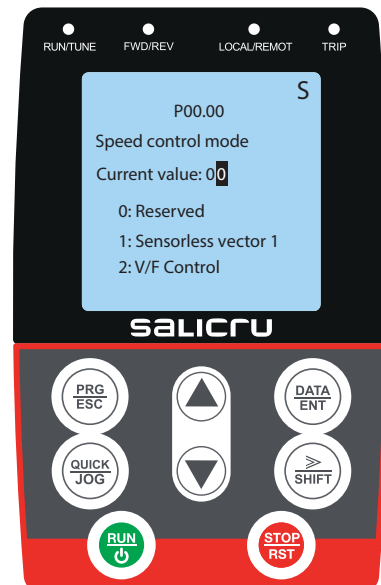 RUN/TUNE FWD/REV LOCAL/REMOT TRIP
S
P00.00
Speed control mode
Current value: 00
0: Reserved
1: Sensorless vector 1
2: V/F Control
salicru
PRG
ESC
DATA
ENT
QUICK
JOG
≫
SHIFT
RUN
STOP
RST